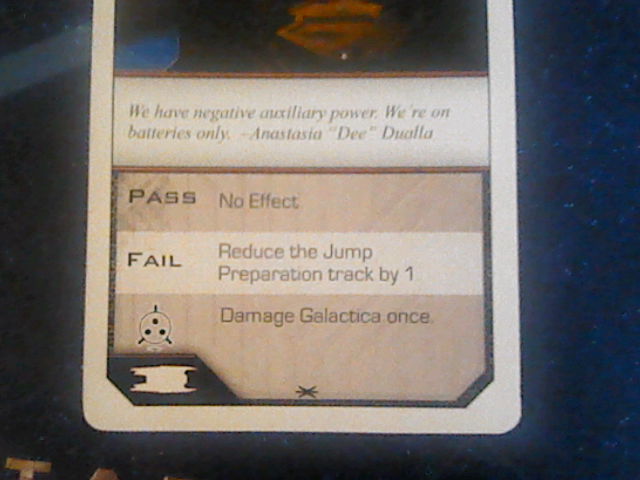 We have negative auxiliary power. We're on
batteries only. -Anastasia "Dee" Dualla
PASS No Effect
FAIL Reduce the Jump
Preparation track by 1
Damage Galactica once.